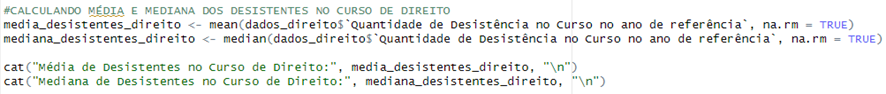 #CALCULANDO MÉDIA E MEDIANA DOS DESISTENTES NO CURSO DE DIREITO
media_desistentes_direito <- mean(dados_direito$`Quantidade de Desistência no Curso no ano de referência`, na.rm = TRUE)
mediana_desistentes_direito <- median(dados_direito$`Quantidade de Desistência no Curso no ano de referência`, na.rm = TRUE)
cat("Média de Desistentes no Curso de Direito:", media_desistentes_direito, "\n")
cat("Mediana de Desistentes no Curso de Direito:", mediana_desistentes_direito, "\n")